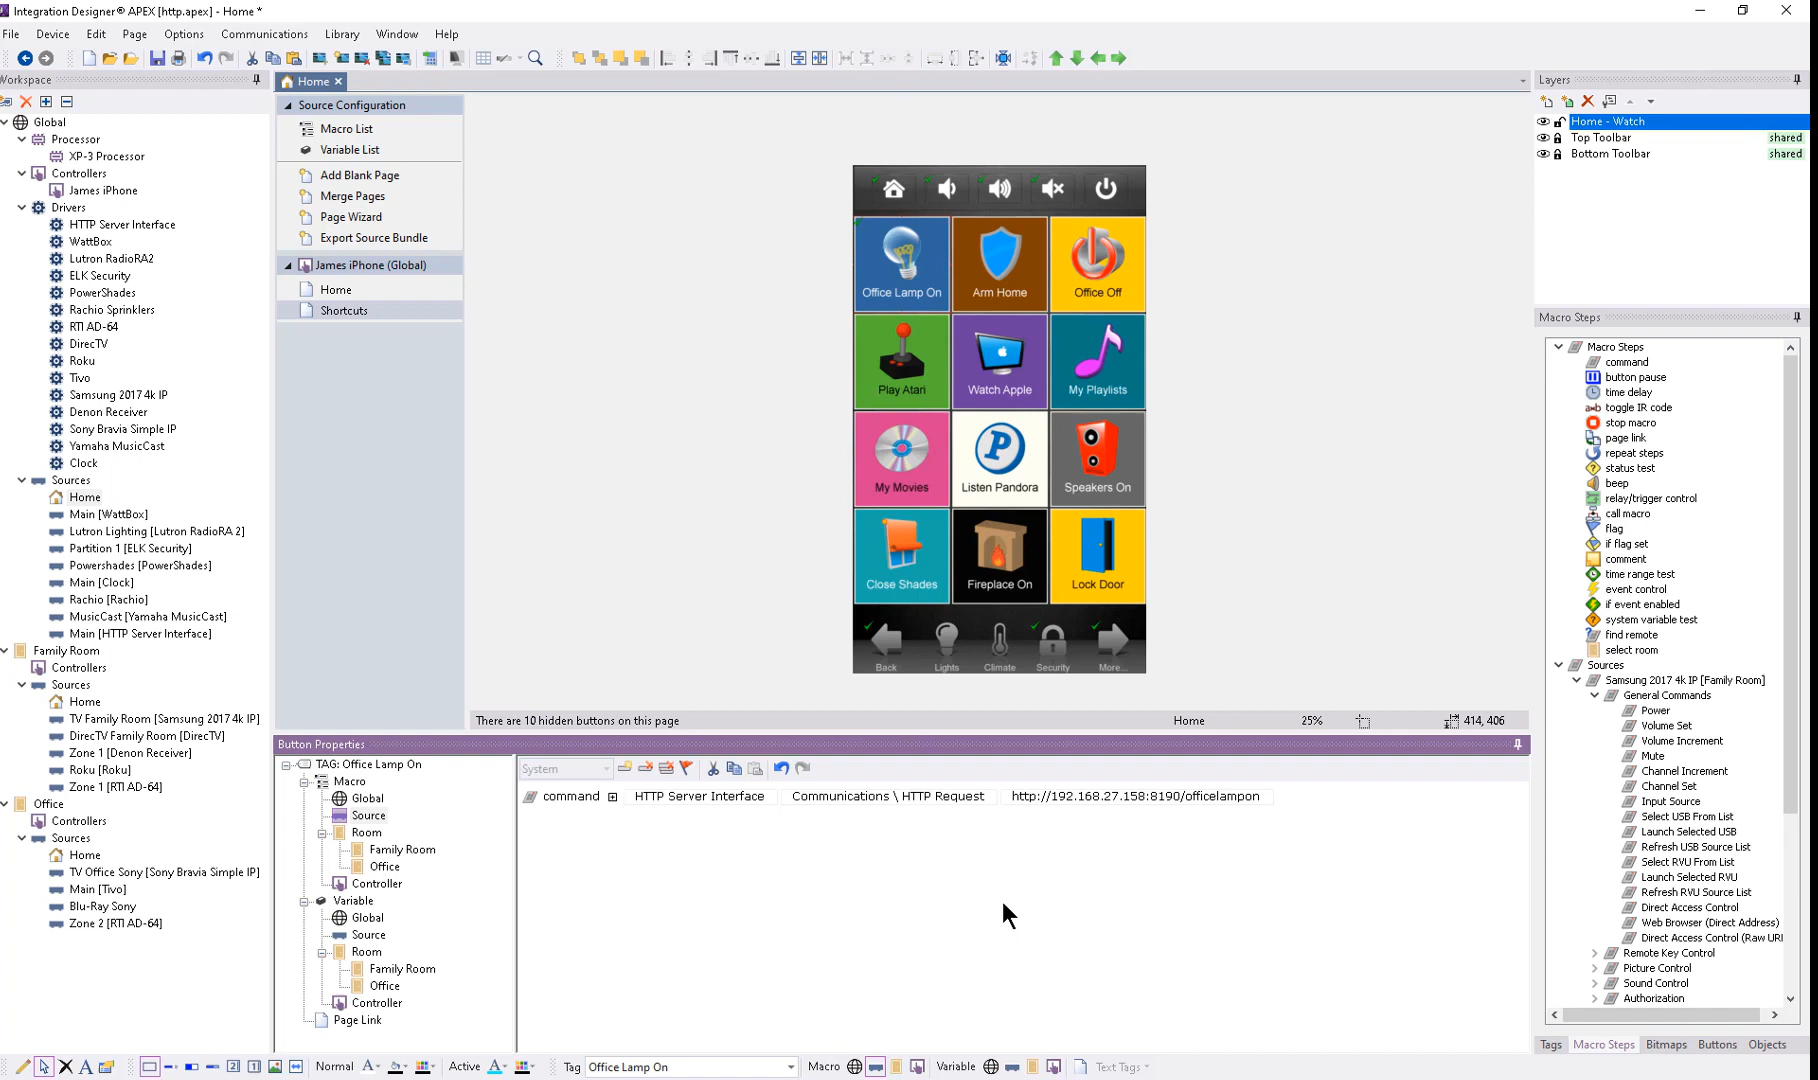 Integration Designer® APEX [http.apex] - Home *
File Device Edit Page Options Communications Library Window Help
Workspace
Global
Processor
XP-3 Processor
Controllers
James iPhone
Drivers
HTTP Server Interface
WattBox
Lutron RadioRA2
ELK Security
PowerShades
Rachio Sprinklers
RTI AD-64
DirecTV
Roku
Tivo
Samsung 2017 4k IP
Denon Receiver
Sony Bravia Simple IP
Yamaha MusicCast
Clock
Sources
Home
Main [WattBox]
Lutron Lighting [Lutron RadioRA 2]
Partition 1 [ELK Security]
Powershades [PowerShades]
Main [Clock]
Rachio [Rachio]
MusicCast [Yamaha MusicCast]
Main [HTTP Server Interface]
Family Room
Controllers
Sources
Home
TV Family Room [Samsung 2017 4k IP]
DirecTV Family Room [DirecTV]
Zone 1 [Denon Receiver]
Roku [Roku]
Zone 1 [RTI AD-64]
Office
Controllers
Sources
Home
TV Office Sony [Sony Bravia Simple IP]
Main [Tivo]
Blu-Ray Sony
Zone 2 [RTI AD-64]
Home
Source Configuration
Macro List
Variable List
Add Blank Page
Merge Pages
Page Wizard
Export Source Bundle
James iPhone (Global)
Home
Shortcuts
Office Lamp On
Arm Home
Office Off
Play Atari
Watch Apple
My Playlists
My Movies
P
Listen Pandora
Speakers On
Close Shades
Fireplace On
Lock Door
Back
Lights
Climate
Security
More...
There are 10 hidden buttons on this page
Home
25%
414, 406
Button Properties
TAG: Office Lamp On
Macro
Global
Source
Room
Family Room
Office
Controller
Variable
Global
Source
Room
Family Room
Office
Controller
Page Link
System
command HTTP Server Interface Communications \ HTTP Request http://192.168.27.158:8190/officelampon
Layers
Home - Watch
Top Toolbar shared
Bottom Toolbar shared
Macro Steps
Macro Steps
command
button pause
time delay
a»b toggle IR code
stop macro
page link
repeat steps
status test
beep
relay/trigger control
call macro
flag
if flag set
comment
time range test
event control
if event enabled
system variable test
find remote
select room
Sources
Samsung 2017 4k IP [Family Room]
General Commands
Power
Volume Set
Volume Increment
Mute
Channel Increment
Channel Set
Input Source
Select USB From List
Launch Selected USB
Refresh USB Source List
Select RVU From List
Launch Selected RVU
Refresh RVU Source List
Direct Access Control
Web Browser (Direct Address)
Direct Access Control (Raw URI
Remote Key Control
Picture Control
Sound Control
Authorization
Tags Macro Steps Bitmaps Buttons Objects
Normal Active Tag Office Lamp On Macro Variable Text Tags